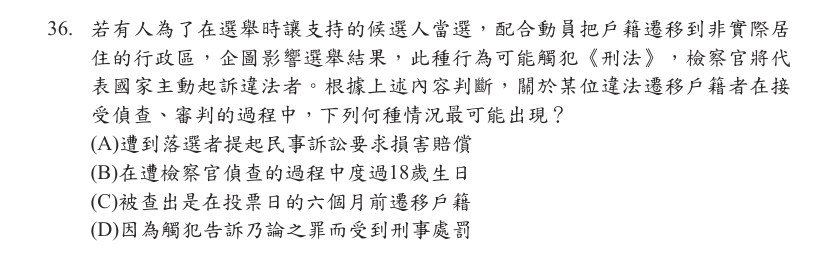 36. 若有人為了在選舉時讓支持的候選人當選，配合動員把戶籍遷移到非實際居
住的行政區，企圖影響選舉結果，此種行為可能觸犯《刑法》，檢察官將代
表國家主動起訴違法者。根據上述內容判斷，關於某位違法遷移戶籍者在接
受偵查、審判的過程中，下列何種情況最可能出現？
(A)遭到落選者提起民事訴訟要求損害賠償
(B)在遭檢察官偵查的過程中度過18歲生日
(C)被查出是在投票日的六個月前遷移戶籍
(D)因為觸犯告訴乃論之罪而受到刑事處罰